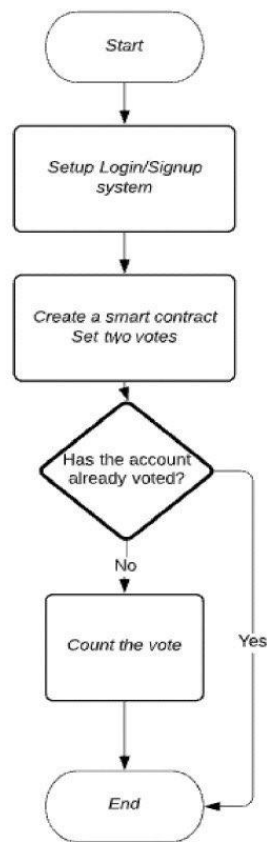 Start
Setup Login/Signup
system
Create a smart contract
Set two votes
Has the account
already voted?
No
Count the vote
Yes
End